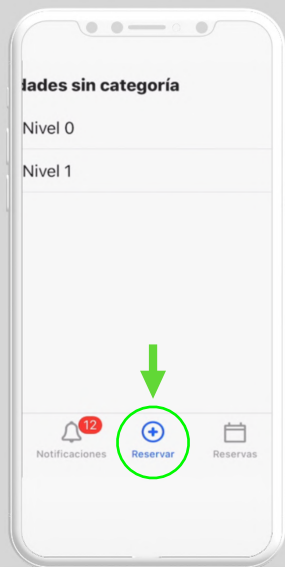 dades sin categoría
Nivel 0
Nivel 1
12
Notificaciones
Reservar
Reservas